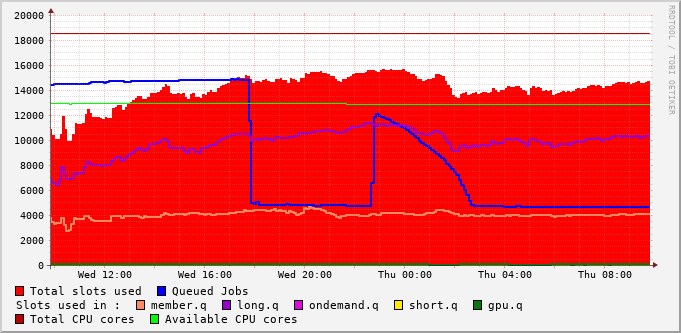 20000
18000
16000
14000
12000
10000
8000
6000
4000
2000
0
Wed 12:00 Wed 16:00 Wed 20:00 Thu 00:00 Thu 04:00 Thu 08:00
Total slots used Queued Jobs
Slots used in : member.q long.q ondemand.q short.q gpu.q
Total CPU cores Available CPU cores
RRDTOOL / TOBI OETIKER